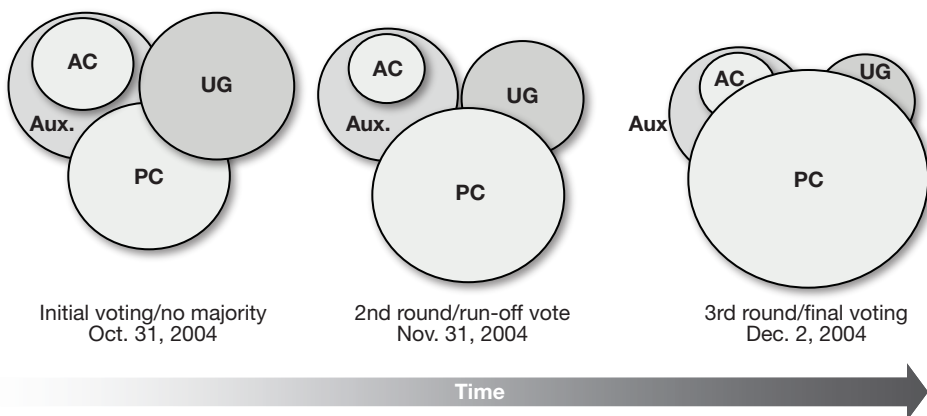 AC
UG
Aux.
PC
AC
UG
Aux.
PC
AC
UG
Aux
PC
Initial voting/no majority
Oct. 31, 2004
2nd round/run-off vote
Nov. 31, 2004
3rd round/final voting
Dec. 2, 2004
Time